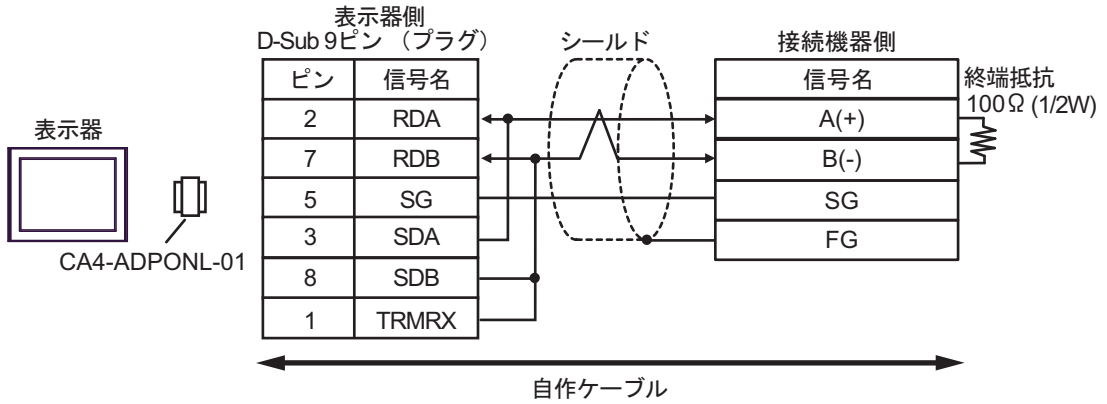 表示器側
D-Sub 9ピン （プラグ）
シールド
接続機器側
ピン 信号名
信号名
終端抵抗
100Ω (1/2W)
2 RDA
A(+)
表示器
7 RDB
B(-)
5 SG
SG
3 SDA
FG
CA4-ADPONL-01
8 SDB
1 TRMRX
自作ケーブル